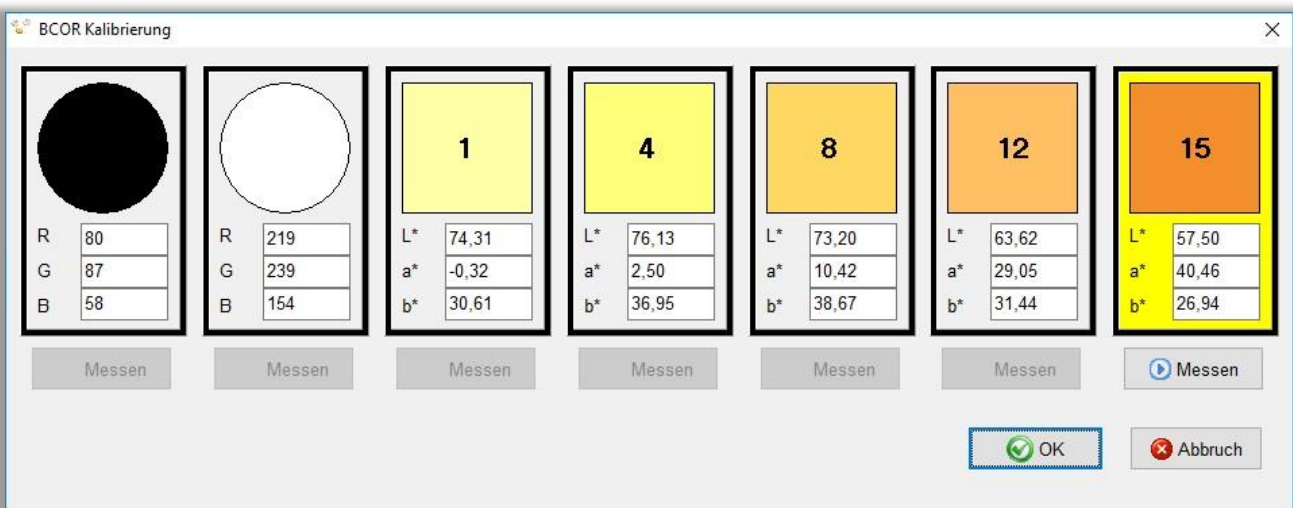 BCOR Kalibrierung
1 4 8 12 15
R 80 R 219 L* 74,31 L* 76,13 L* 73,20 L* 63,62 L* 57,50
G 87 G 239 a* -0,32 a* 2,50 a* 10,42 a* 29,05 a* 40,46
B 58 B 154 b* 30,61 b* 36,95 b* 38,67 b* 31,44 b* 26,94
Messen Messen Messen Messen Messen Messen Messen
OK Abbruch